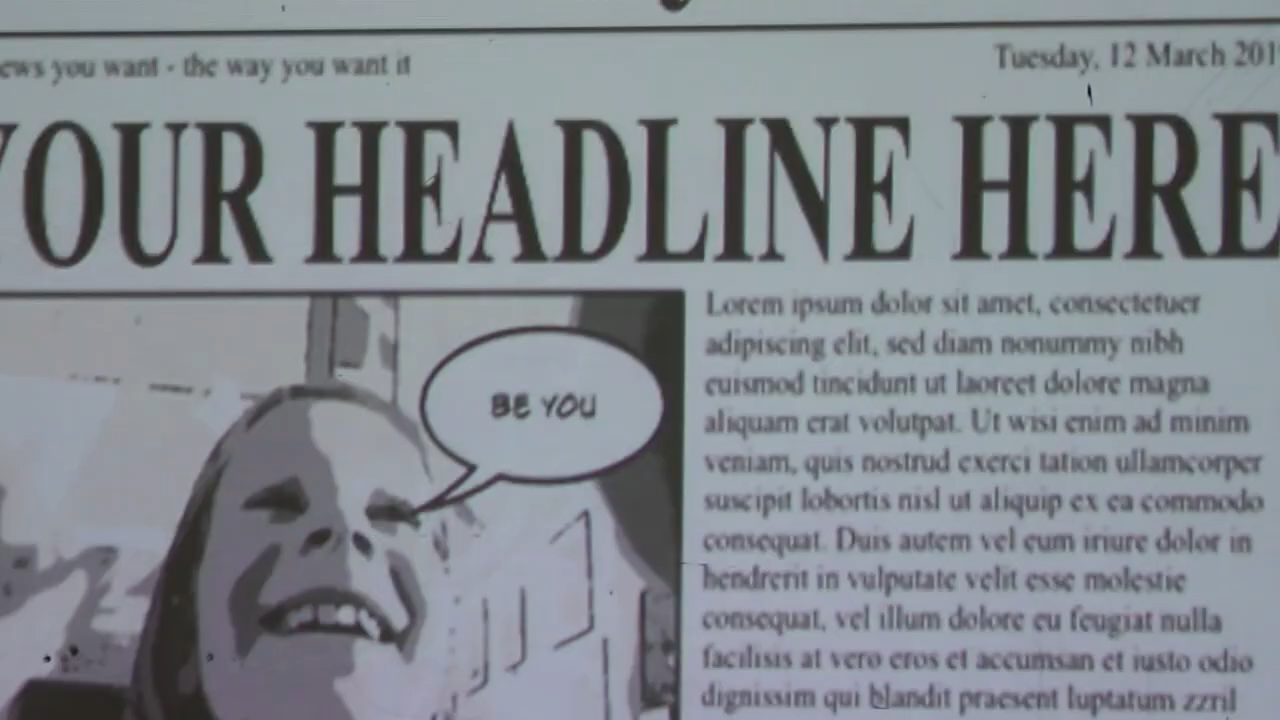 ews you want - the way you want it
Tuesday, 12 March 201
YOUR HEADLINE HERE
BE YOU
Lorem ipsum dolor sit amet, consectetuer
adipiscing elit, sed diam nonummy nibh
euismod tincidunt ut laoreet dolore magna
aliquam erat volutpat. Ut wisi enim ad minim
veniam, quis nostrud exerci tation ullamcorper
suscipit lobortis nisl ut aliquip ex ea commodo
consequat. Duis autem vel eum iriure dolor in
hendrerit in vulputate velit esse molestie
consequat, vel illum dolore eu feugiat nulla
facilisis at vero eros et accumsan et iusto odio
dignissim qui blandit praesent luptatum zzril